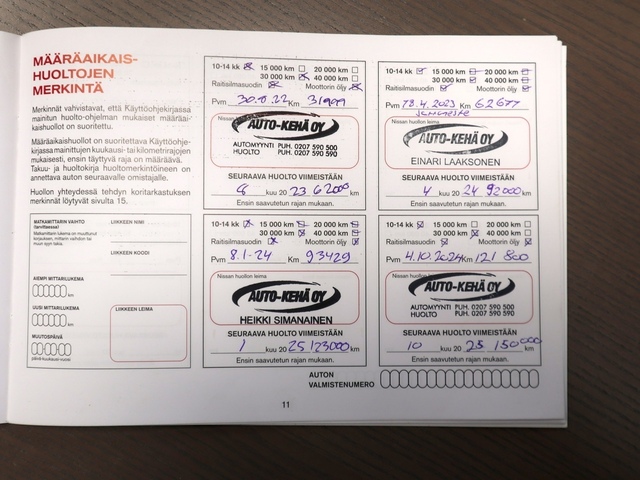 MÄÄRÄAIKAIS-
HUOLTOJEN
MERKINTÄ
Merkinnät vahvistavat, että Käyttöohjekirjassa
mainitun huolto-ohjelman mukaiset määräai-
kaishuollot on suoritettu.
Määräaikaishuollot on suoritettava Käyttöohje-
kirjassa mainittujen kuukausi- tai kilometrirajojen
mukaisesti, ensin täyttyvä raja on määräävä.
Takuu- ja huoltokirja huoltomerkintöineen on
annettava auton seuraavalle omistajalle.
Huollon yhteydessä tehdyn koritarkastuksen
merkinnät löytyvät sivulta 15.
MATKAMITTARIN VAIHTO
(tarvittaessa)
LIIKKEEN NIMI
LIIKKEEN KOODI
AIEMPI MITTARILUKEMA
km
UUSI MITTARILUKEMA
km
MUUTOSPÄIVÄ
päivä-kuukausi-vuosi
LIIKKEEN LEIMA
10-14 kk 15 000 km 20 000 km
30 000 km 40 000 km
Raitisilmasuodin Moottorin öljy
Pvm Km 31999
Nissan huollon leima
AUTO-KEHÄ OY
AUTOMYYNTI PUH. 0207 590 500
HUOLTO PUH. 0207 590 500
SEURAAVA HUOLTO VIIMEISTÄÄN
8 kuu 20 23 62000 km
Ensin saavutetun rajan mukaan.
10-14 kk 15 000 km 20 000 km
30 000 km 40 000 km
Raitisilmasuodin Moottorin öljy
Pvm 18.4.2023 Km 62677
Nissan huollon leima
AUTO-KEHÄ OY
EINARI LAAKSONEN
SEURAAVA HUOLTO VIIMEISTÄÄN
4 kuu 20 24 92000 km
Ensin saavutetun rajan mukaan.
10-14 kk 15 000 km 20 000 km
30 000 km 40 000 km
Raitisilmasuodin Moottorin öljy
Pvm 8.1-24 Km 93429
Nissan huollon leima
AUTO-KEHÄ OY
HEIKKI SIMANAINEN
SEURAAVA HUOLTO VIIMEISTÄÄN
1 kuu 20 25 123000 km
Ensin saavutetun rajan mukaan.
10-14 kk 15 000 km 20 000 km
30 000 km 40 000 km
Raitisilmasuodin Moottorin öljy
Pvm 4.10.2024 Km 121 800
Nissan huollon leima
AUTO-KEHÄ OY
AUTOMYYNTI PUH. 0207 590 500
HUOLTO PUH. 0207 590 500
SEURAAVA HUOLTO VIIMEISTÄÄN
10 kuu 20 25 150000 km
Ensin saavutetun rajan mukaan.
AUTON
VALMISTENUMERO
11